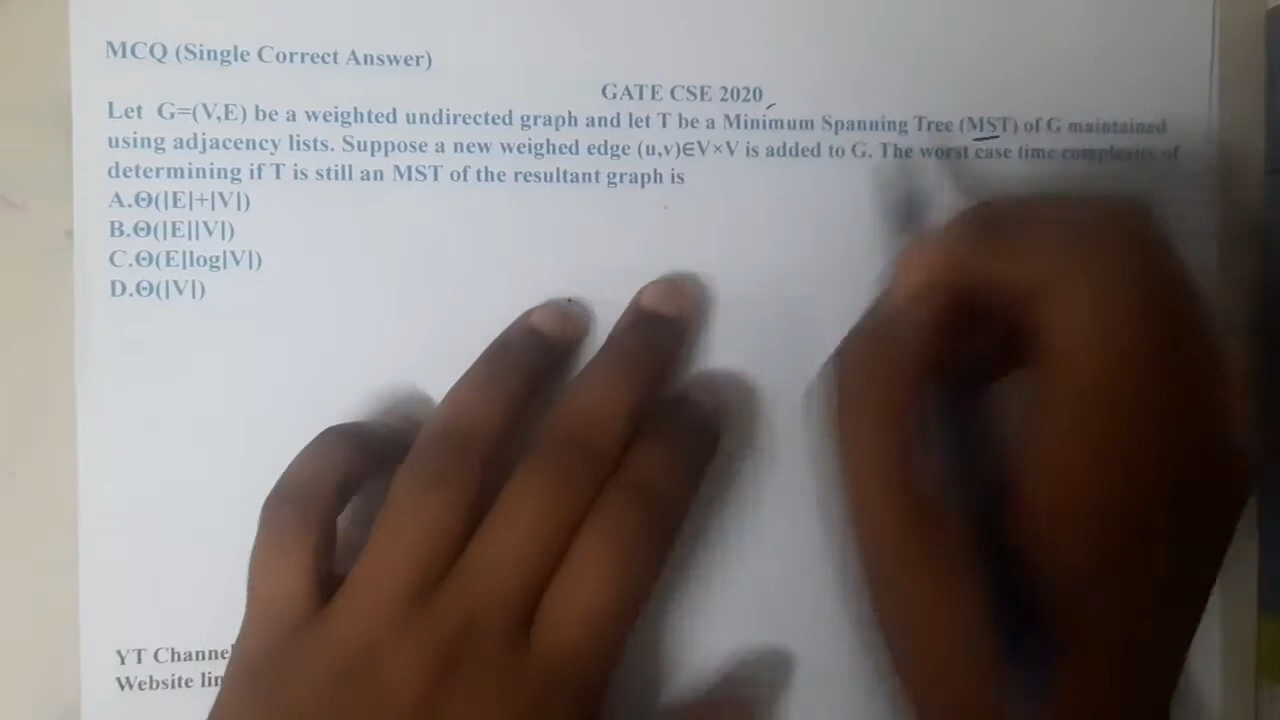 MCQ (Single Correct Answer)
GATE CSE 2020
Let G=(V,E) be a weighted undirected graph and let T be a Minimum Spanning Tree (MST) of G maintained
using adjacency lists. Suppose a new weighed edge (u,v)∈V×V is added to G. The worst case time complexity of
determining if T is still an MST of the resultant graph is
A.Θ(|E|+|V|)
B.Θ(|E||V|)
C.Θ(E|log|V|)
D.Θ(|V|)
YT Channel
Website